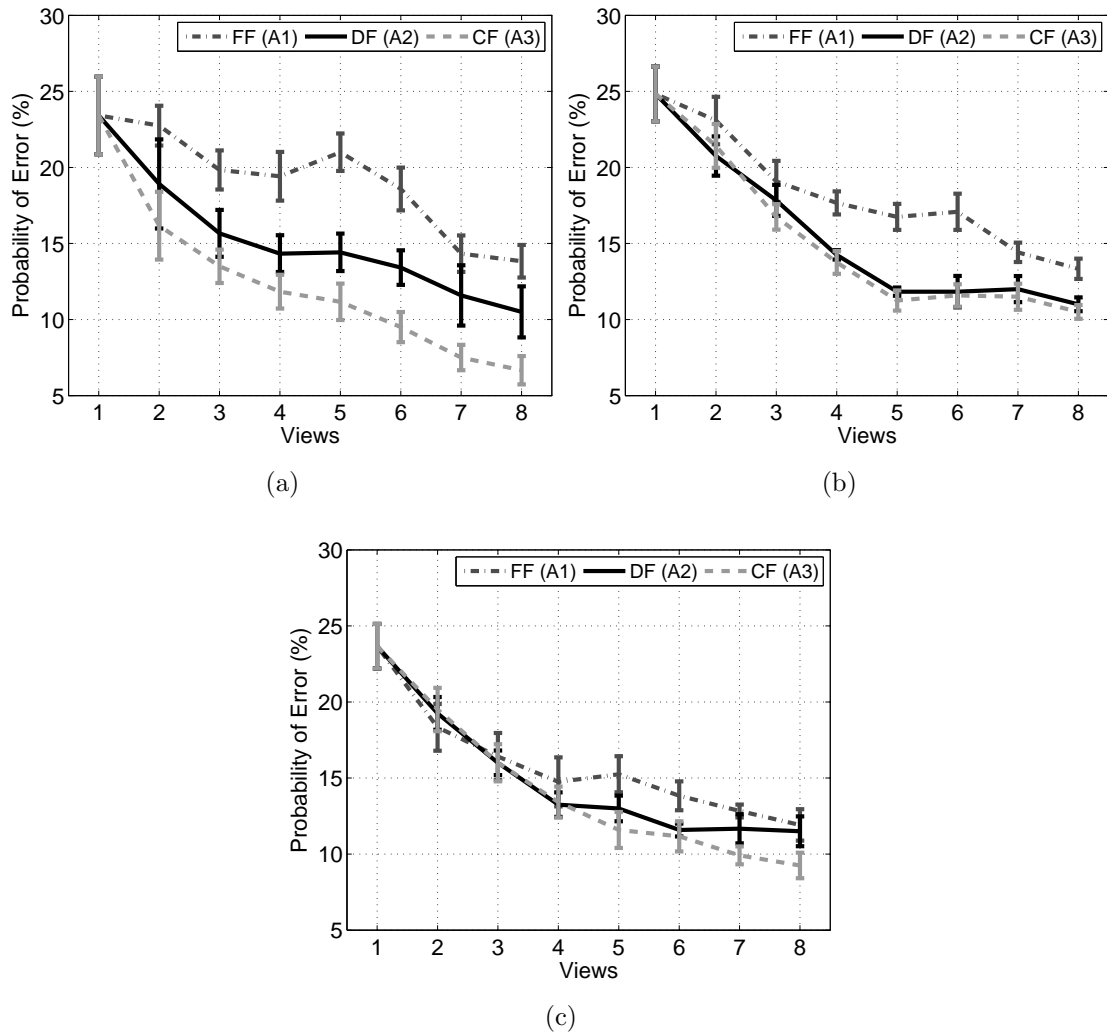 30
25
20
15
10
5
Probability of Error (%)
FF (A1) DF (A2) CF (A3)
1 2 3 4 5 6 7 8
Views
(a)
30
25
20
15
10
5
Probability of Error (%)
FF (A1) DF (A2) CF (A3)
1 2 3 4 5 6 7 8
Views
(b)
30
25
20
15
10
5
Probability of Error (%)
FF (A1) DF (A2) CF (A3)
1 2 3 4 5 6 7 8
Views
(c)